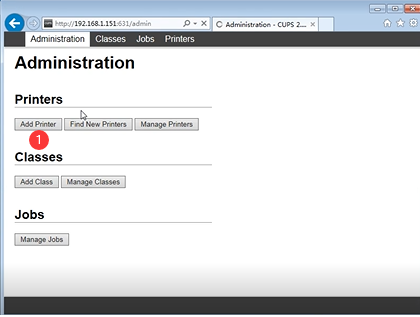 http://192.168.1.151:631/admin
Administration - CUPS 2....
Administration Classes Jobs Printers
Administration
Printers
Add Printer Find New Printers Manage Printers
1
Classes
Add Class Manage Classes
Jobs
Manage Jobs